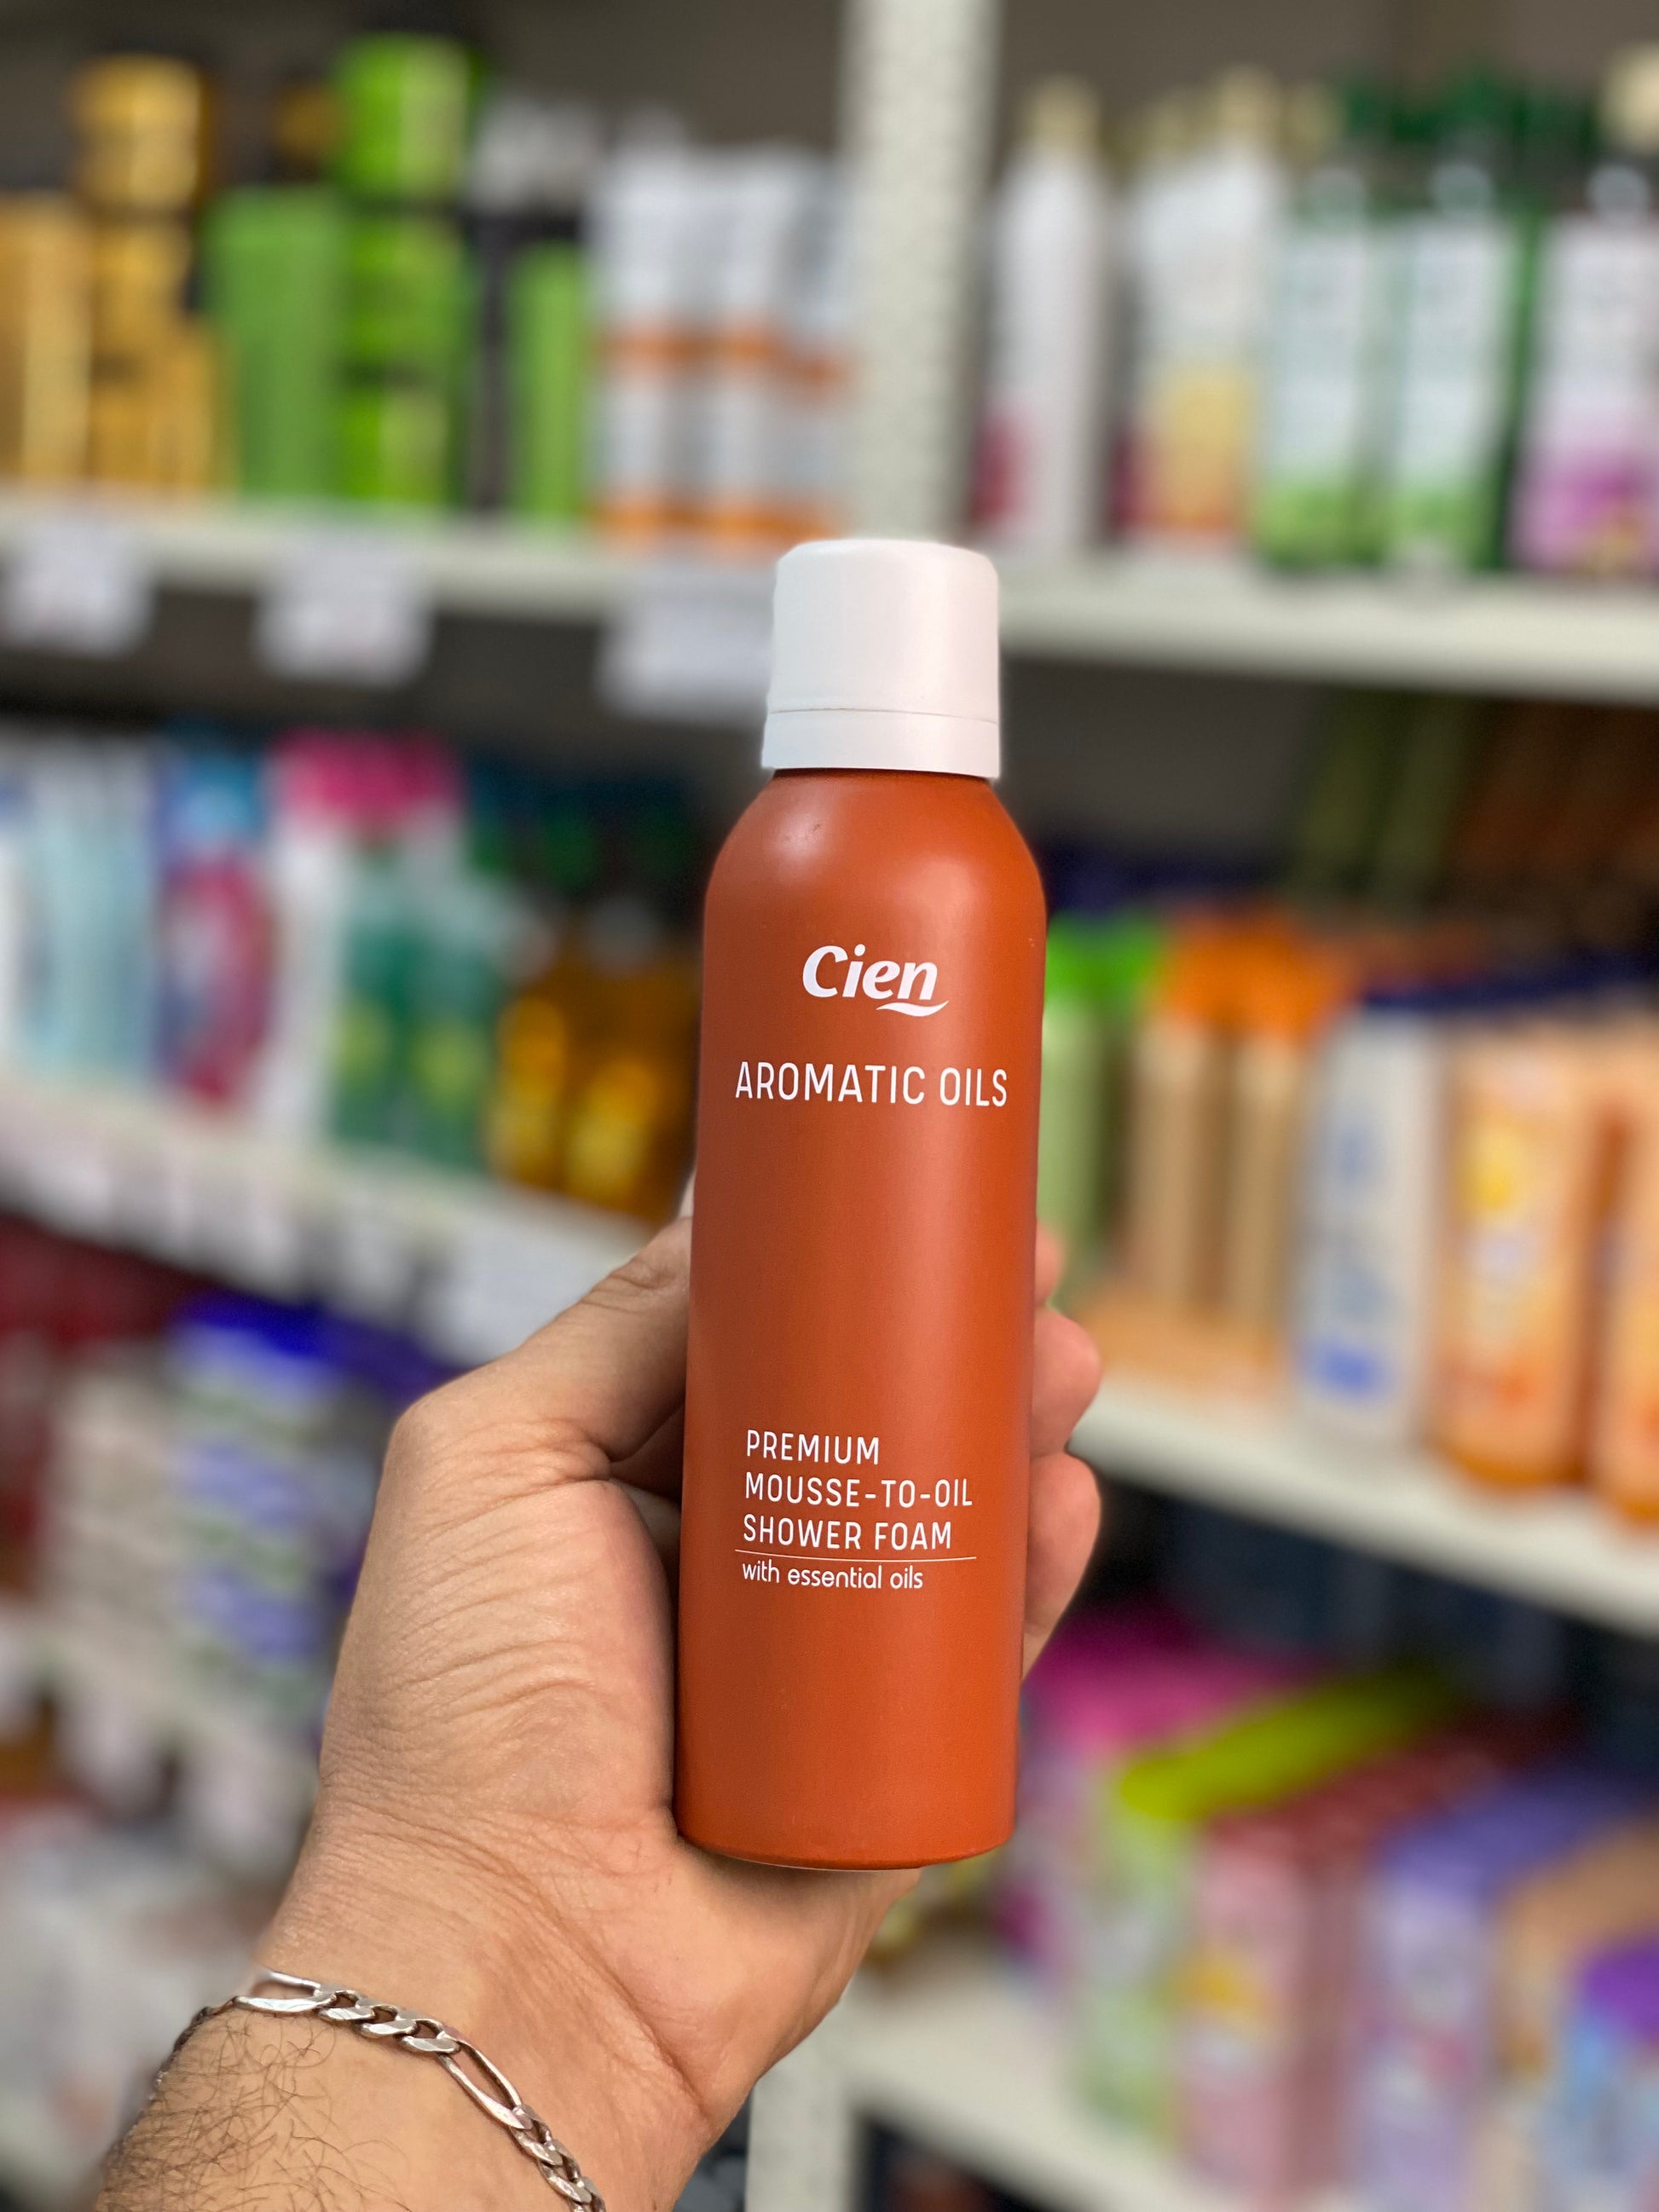 Cien
AROMATIC OILS
PREMIUM
MOUSSE-TO-OIL
SHOWER FOAM
with essential oils